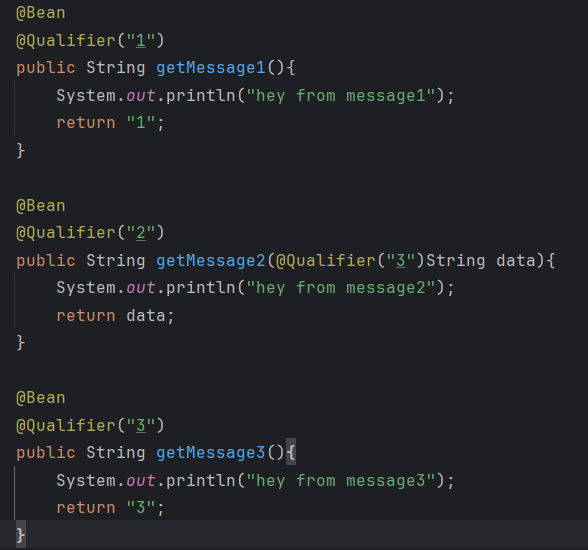 @Bean
@Qualifier("1")
public String getMessage1(){
    System.out.println("hey from message1");
    return "1";
}

@Bean
@Qualifier("2")
public String getMessage2(@Qualifier("3")String data){
    System.out.println("hey from message2");
    return data;
}

@Bean
@Qualifier("3")
public String getMessage3(){
    System.out.println("hey from message3");
    return "3";
}